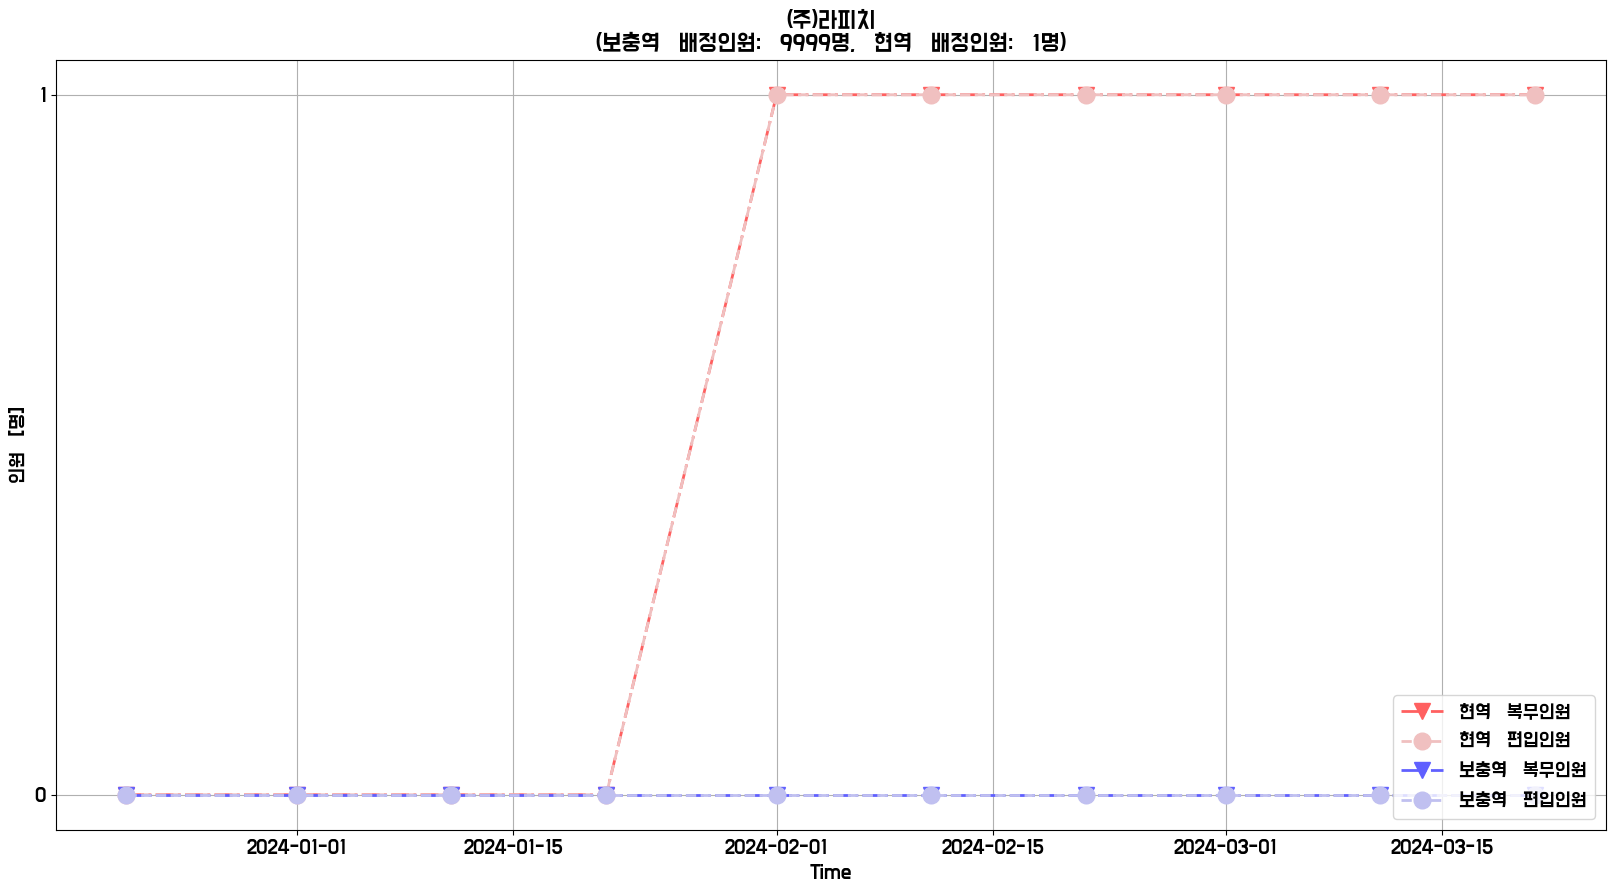 (주)라피치
(보충역 배정인원: 9999명, 현역 배정인원: 1명)
인원 [명]
1
0
현역 복무인원
현역 편입인원
보충역 복무인원
보충역 편입인원
2024-01-01 2024-01-15 2024-02-01 2024-02-15 2024-03-01 2024-03-15
Time